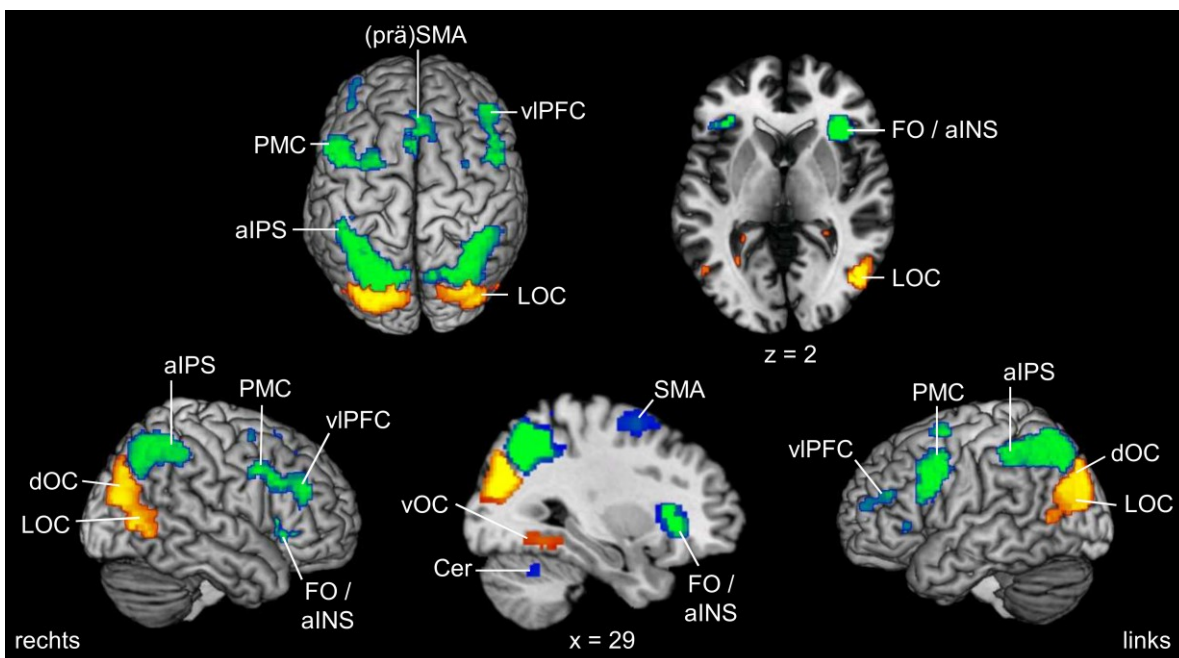 (prä)SMA
vlPFC
PMC
aIPS
LOC
FO / aINS
LOC
z = 2
aIPS
PMC
vlPFC
dOC
LOC
FO /
aINS
rechts
SMA
vOC
Cer
FO /
aINS
x = 29
aIPS
PMC
vlPFC
dOC
LOC
links